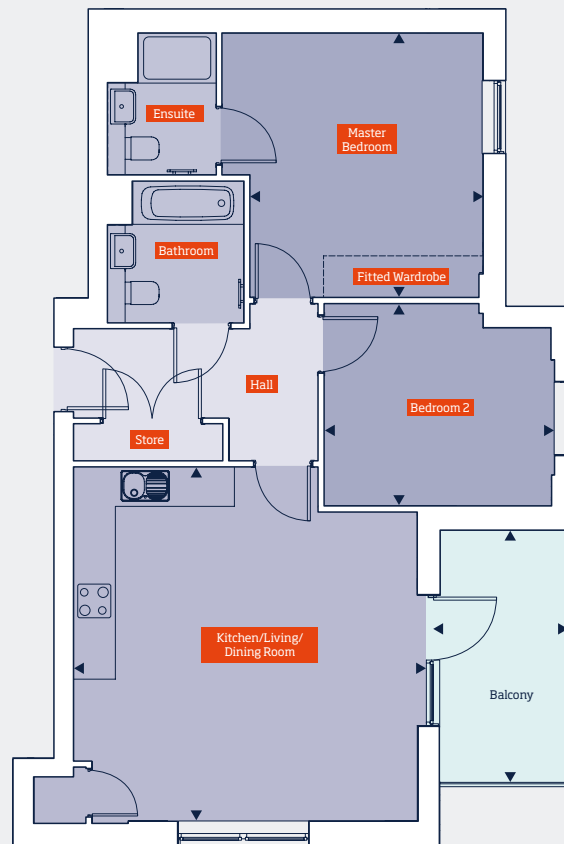 Ensuite
Master
Bedroom
Bathroom
Fitted Wardrobe
Hall
Bedroom 2
Store
Kitchen/Living/
Dining Room
Balcony